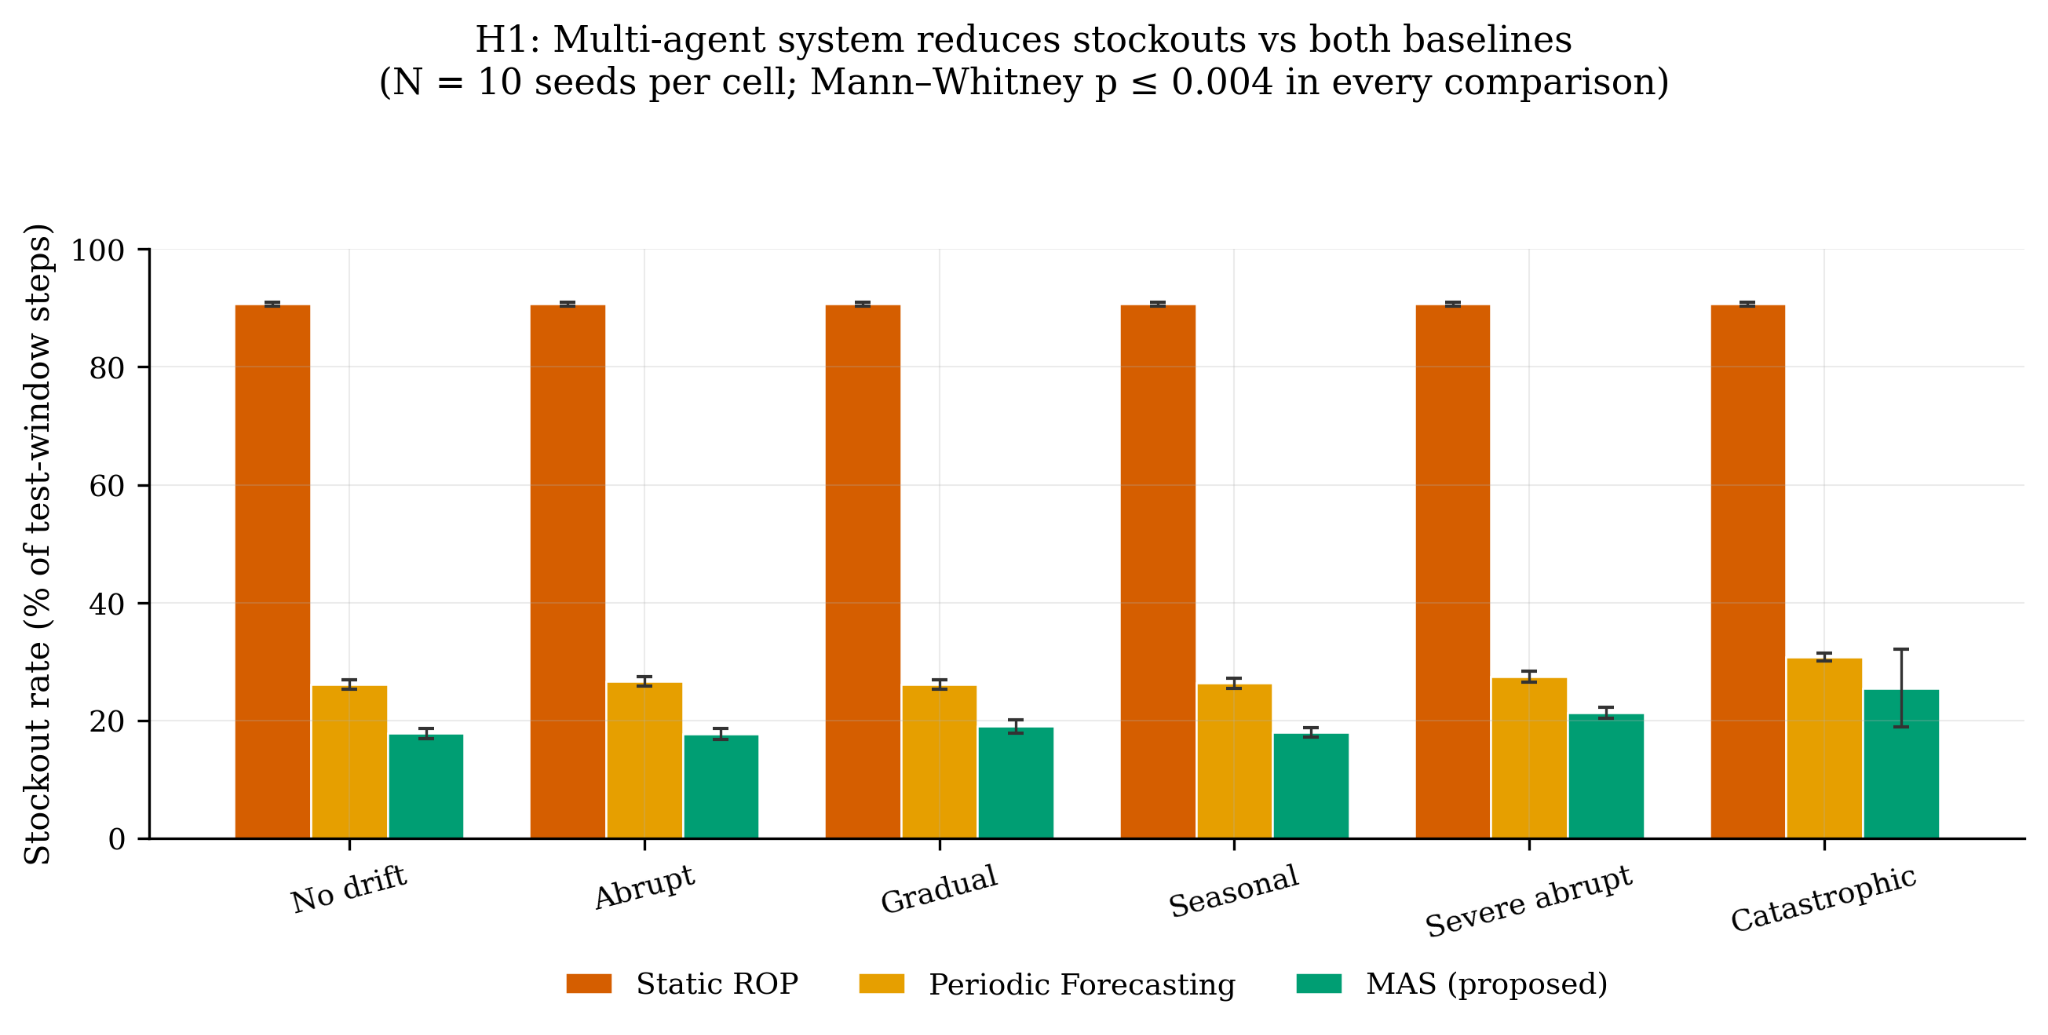 H1: Multi-agent system reduces stockouts vs both baselines
(N = 10 seeds per cell; Mann–Whitney p ≤ 0.004 in every comparison)
Stockout rate (% of test-window steps)
100
80
60
40
20
0
No drift
Abrupt
Gradual
Seasonal
Severe abrupt
Catastrophic
Static ROP
Periodic Forecasting
MAS (proposed)